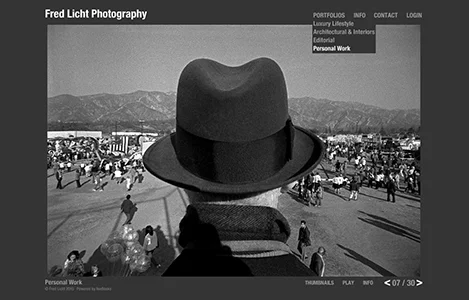 Fred Licht Photography
PORTFOLIOS INFO CONTACT LOGIN
Luxury Lifestyle
Architectural & Interiors
Editorial
Personal Work
Personal Work
THUMBNAILS PLAY INFO < 07 / 30 >
© Fred Licht